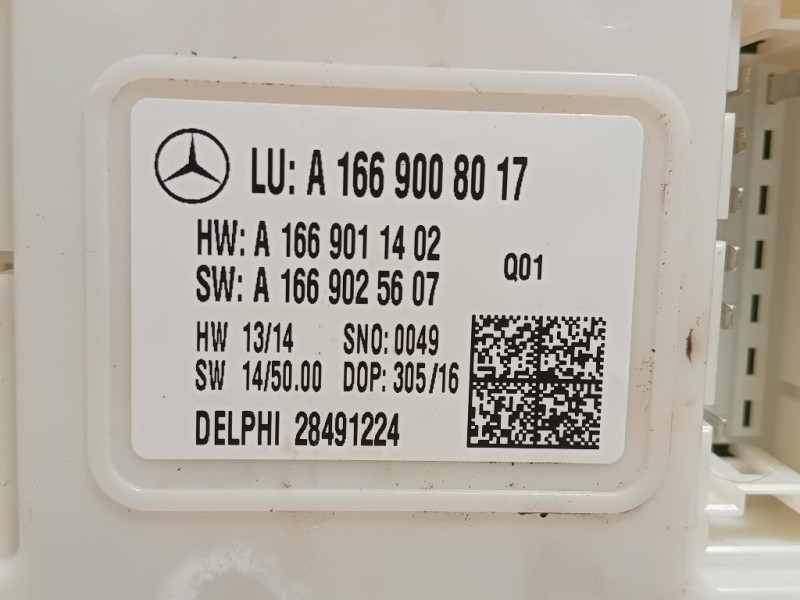 LU: A 166 900 80 17
HW: A 166 901 14 02
SW: A 166 902 56 07
Q01
HW 13/14 SNO: 0049
SW 14/50.00 DOP: 305/16
DELPHI 28491224